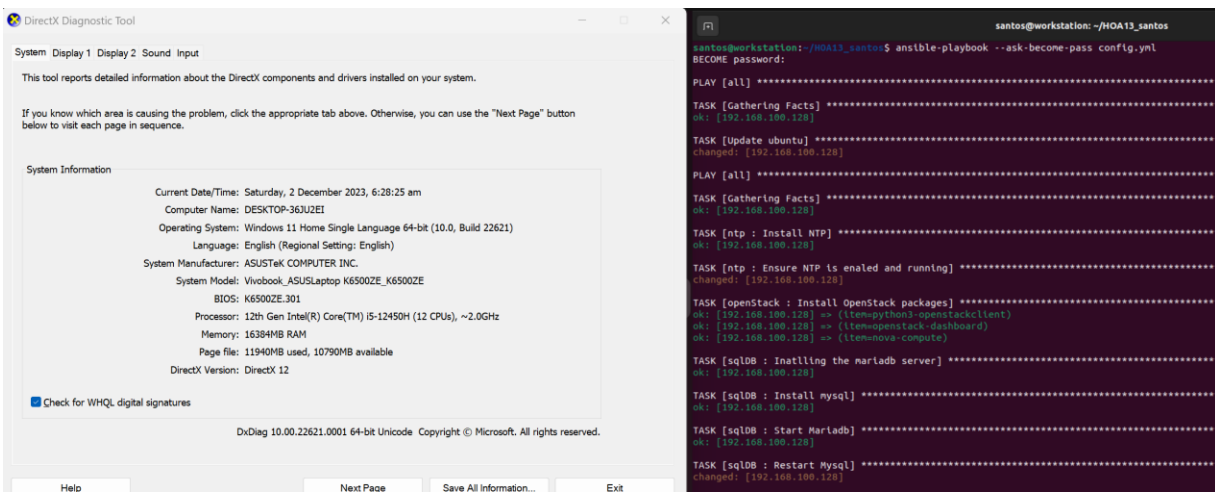 DirectX Diagnostic Tool
System Display 1 Display 2 Sound Input
This tool reports detailed information about the DirectX components and drivers installed on your system.
If you know which area is causing the problem, click the appropriate tab above. Otherwise, you can use the "Next Page" button
below to visit each page in sequence.
System Information
Current Date/Time: Saturday, 2 December 2023, 6:28:25 am
Computer Name: DESKTOP-36JU2EI
Operating System: Windows 11 Home Single Language 64-bit (10.0, Build 22621)
Language: English (Regional Setting: English)
System Manufacturer: ASUSTeK COMPUTER INC.
System Model: Vivobook_ASUSLaptop K6500ZE_K6500ZE
BIOS: K6500ZE.301
Processor: 12th Gen Intel(R) Core(TM) i5-12450H (12 CPUs), ~2.0GHz
Memory: 16384MB RAM
Page file: 11940MB used, 10790MB available
DirectX Version: DirectX 12
Check for WHQL digital signatures
DxDiag 10.00.22621.0001 64-bit Unicode Copyright © Microsoft. All rights reserved.
Help Next Page Save All Information... Exit
santos@workstation: ~/HOA13_santos
santos@workstation:~/HOA13_santos$ ansible-playbook --ask-become-pass config.yml
BECOME password:
PLAY [all] ****************************************************************
TASK [Gathering Facts] *****************************************************
ok: [192.168.100.128]
TASK [Update ubuntu] *******************************************************
changed: [192.168.100.128]
PLAY [all] ****************************************************************
TASK [Gathering Facts] *****************************************************
ok: [192.168.100.128]
TASK [ntp : Install NTP] ***************************************************
ok: [192.168.100.128]
TASK [ntp : Ensure NTP is enaled and running] ***********************************
changed: [192.168.100.128]
TASK [openStack : Install OpenStack packages] ***********************************
ok: [192.168.100.128] => (item=python3-openstackclient)
ok: [192.168.100.128] => (item=openstack-dashboard)
ok: [192.168.100.128] => (item=nova-compute)
TASK [sqlDB : Inatlling the mariadb server] *************************************
ok: [192.168.100.128]
TASK [sqlDB : Install mysql] ************************************************
ok: [192.168.100.128]
TASK [sqlDB : Start Mariadb] ************************************************
ok: [192.168.100.128]
TASK [sqlDB : Restart Mysql] ************************************************
changed: [192.168.100.128]